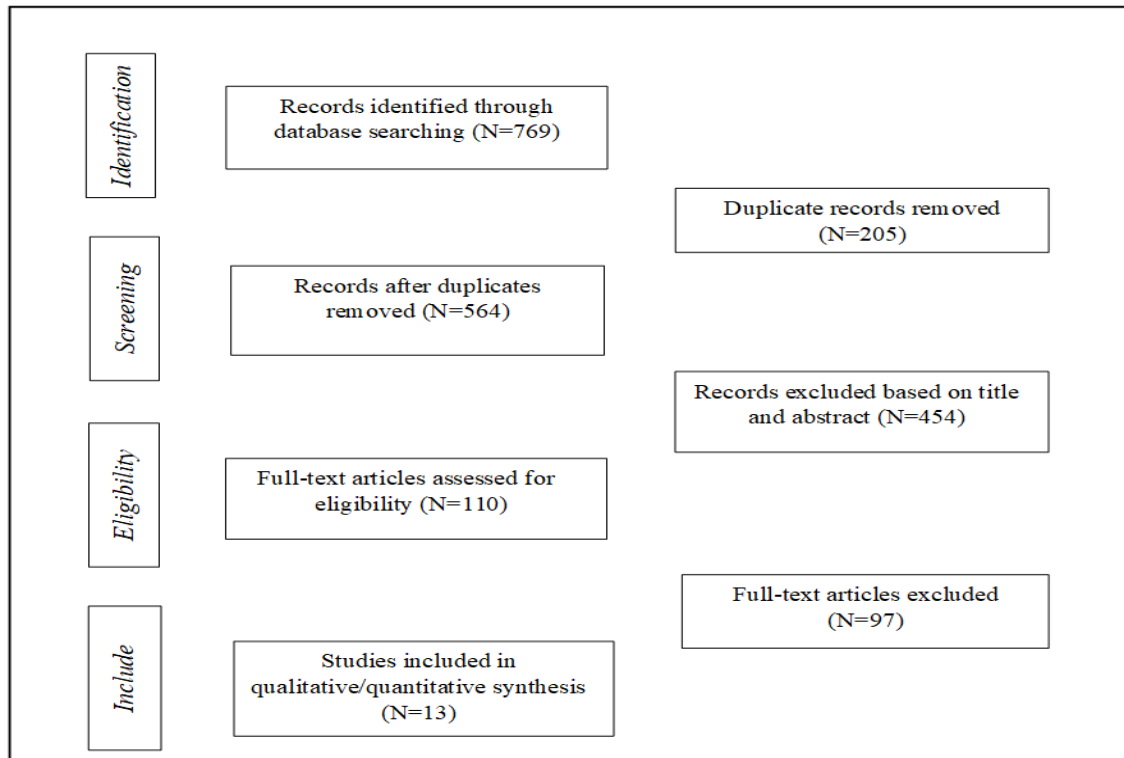 Identification
Records identified through
database searching (N=769)
Duplicate records removed
(N=205)
Screening
Records after duplicates
removed (N=564)
Records excluded based on title
and abstract (N=454)
Eligibility
Full-text articles assessed for
eligibility (N=110)
Full-text articles excluded
(N=97)
Include
Studies included in
qualitative/quantitative synthesis
(N=13)